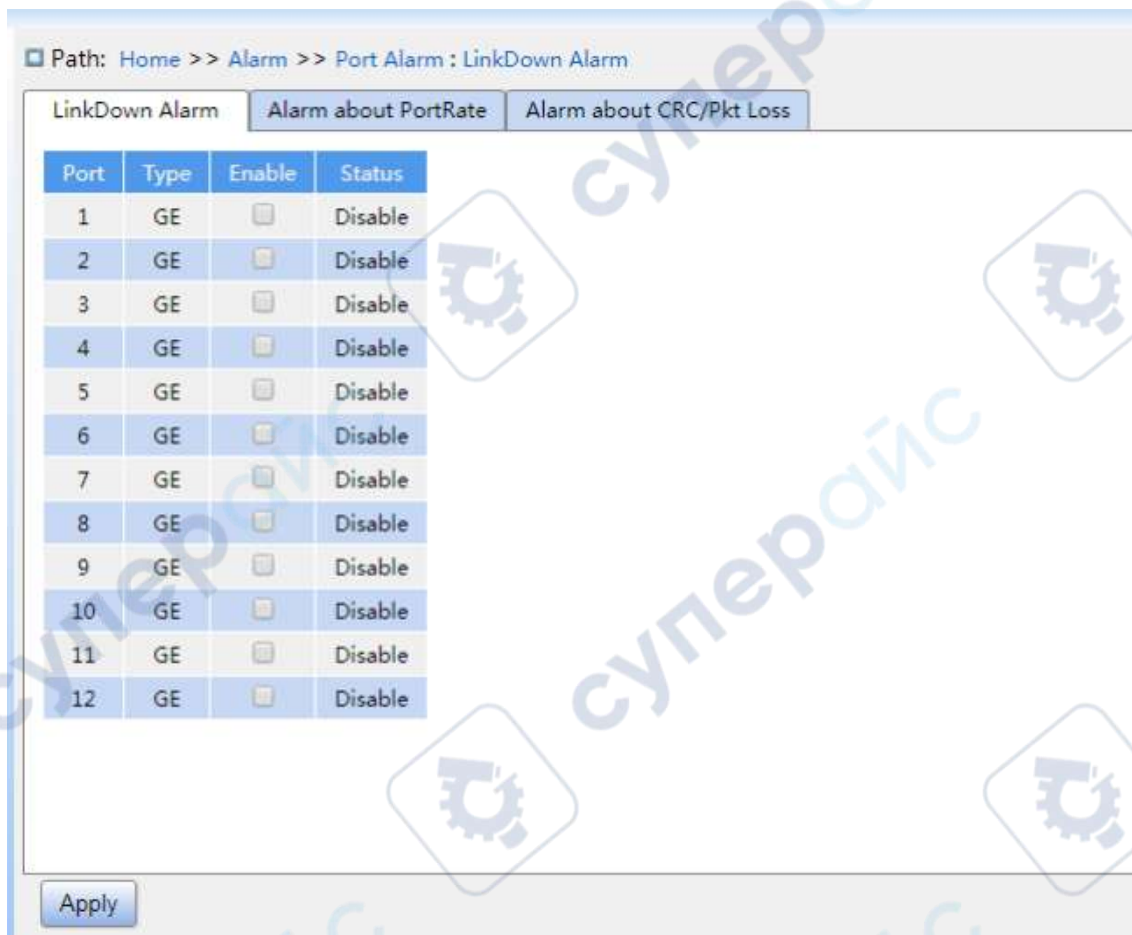 Path: Home >> Alarm >> Port Alarm : LinkDown Alarm
LinkDown Alarm Alarm about PortRate Alarm about CRC/Pkt Loss
Port Type Enable Status
1 GE Disable
2 GE Disable
3 GE Disable
4 GE Disable
5 GE Disable
6 GE Disable
7 GE Disable
8 GE Disable
9 GE Disable
10 GE Disable
11 GE Disable
12 GE Disable
Apply
суперайс
суперайс
суперайс